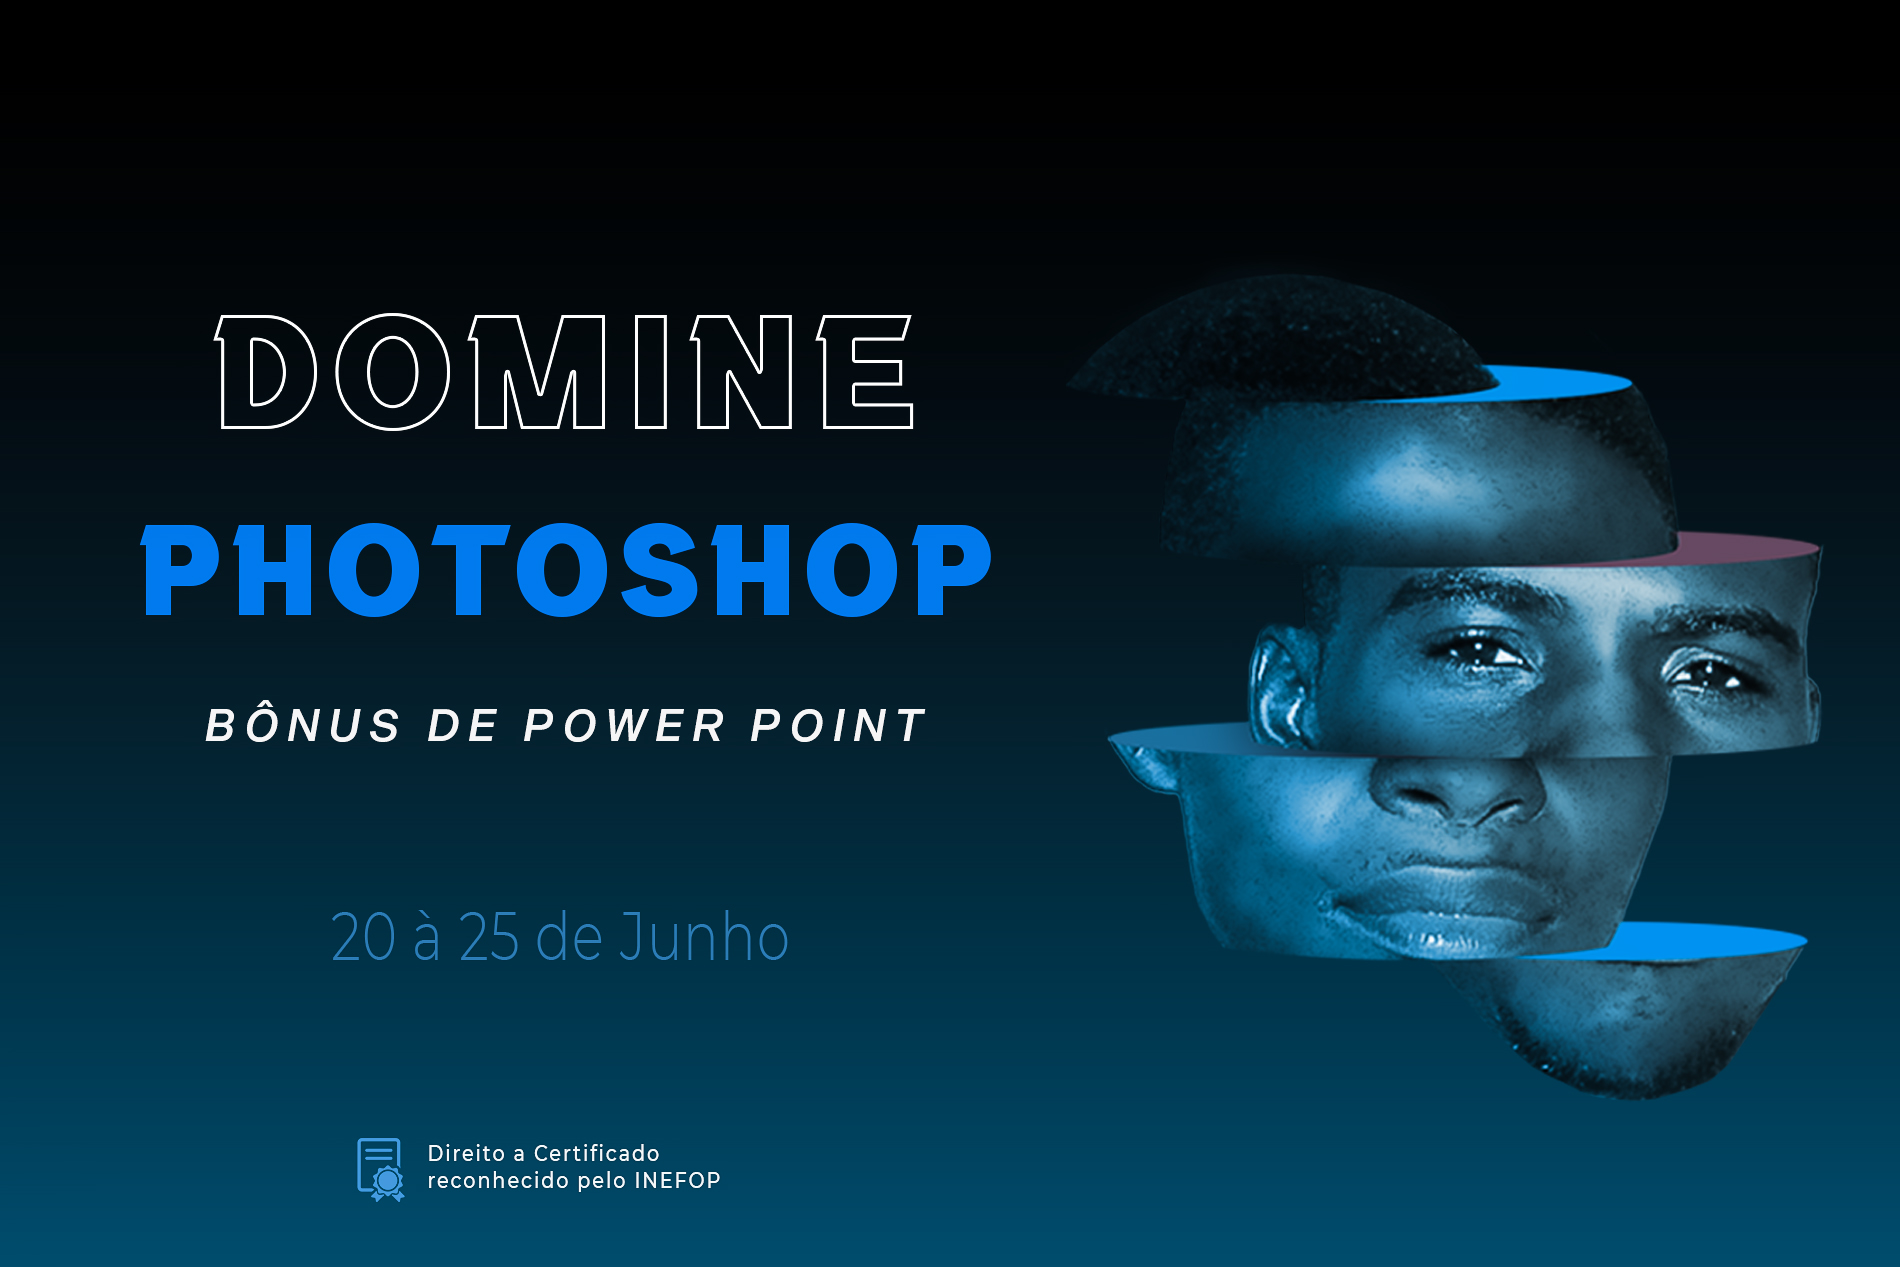 DOMINE
PHOTOSHOP
BÔNUS DE POWER POINT
20 à 25 de Junho
Direito a Certificado
reconhecido pelo INEFOP